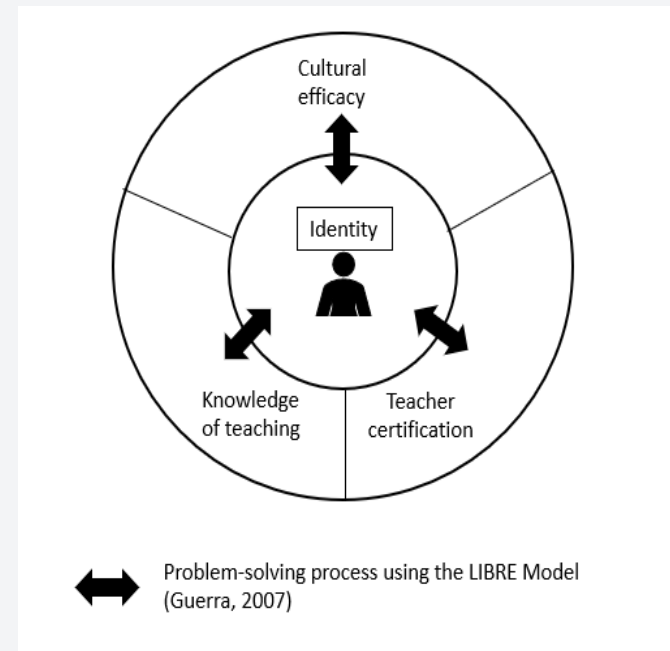 Cultural
efficacy
Identity
Knowledge
of teaching
Teacher
certification
Problem-solving process using the LIBRE Model
(Guerra, 2007)